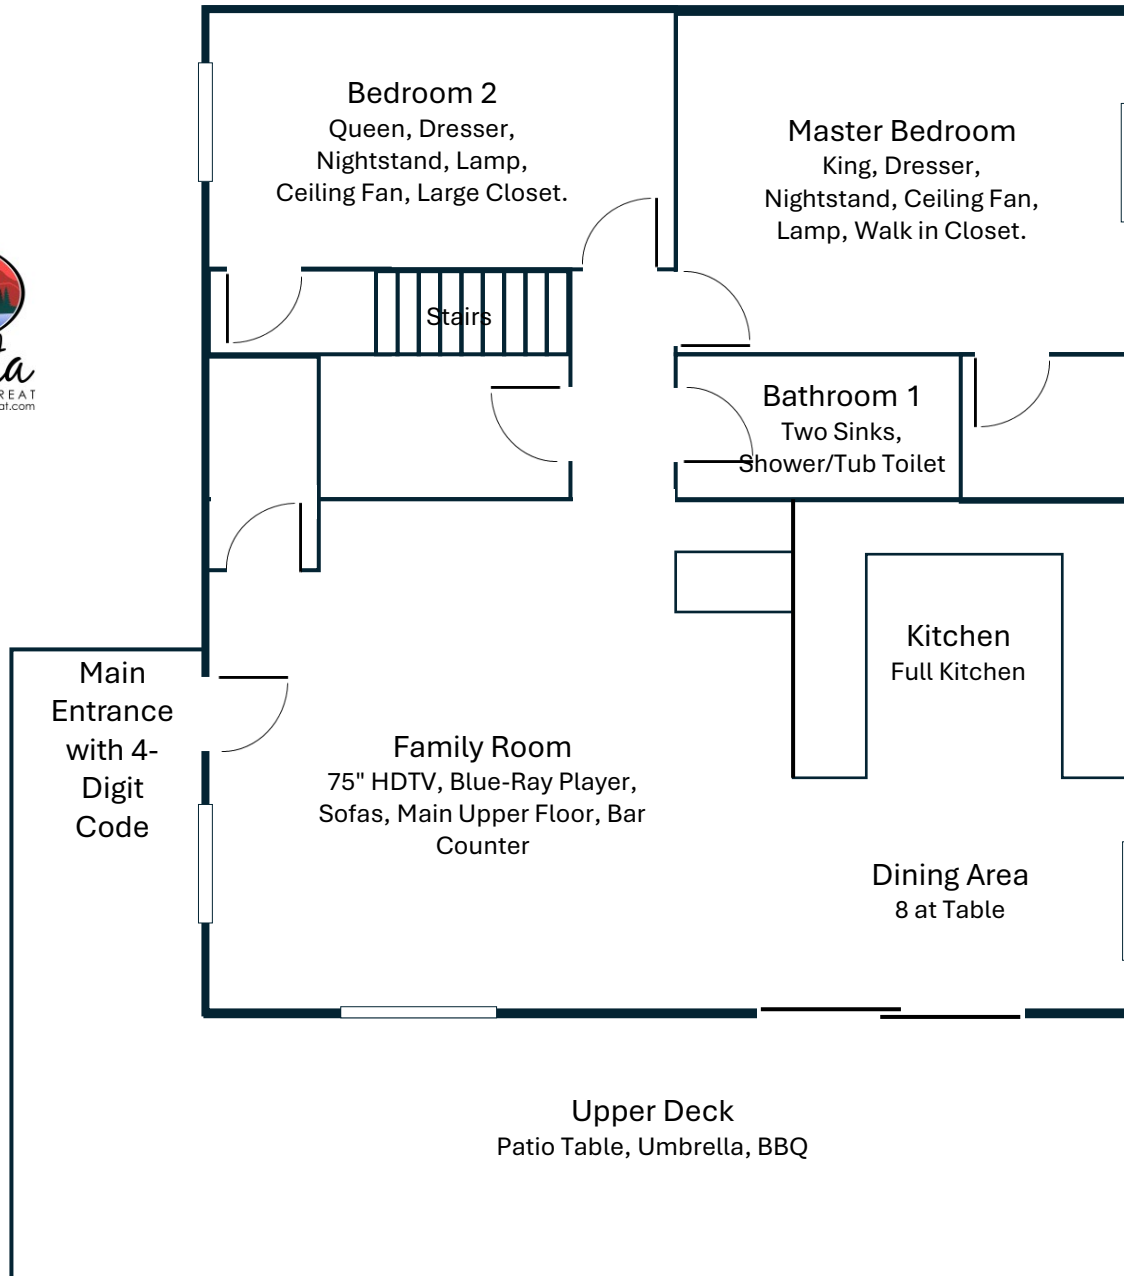 Bedroom 2
Queen, Dresser,
Nightstand, Lamp,
Ceiling Fan, Large Closet.
Master Bedroom
King, Dresser,
Nightstand, Ceiling Fan,
Lamp, Walk in Closet.
Stairs
REAT
at.com
Bathroom 1
Two Sinks,
Shower/Tub Toilet
Kitchen
Full Kitchen
Main
Entrance
with 4-
Digit
Code
Family Room
75" HDTV, Blue-Ray Player,
Sofas, Main Upper Floor, Bar
Counter
Dining Area
8 at Table
Upper Deck
Patio Table, Umbrella, BBQ